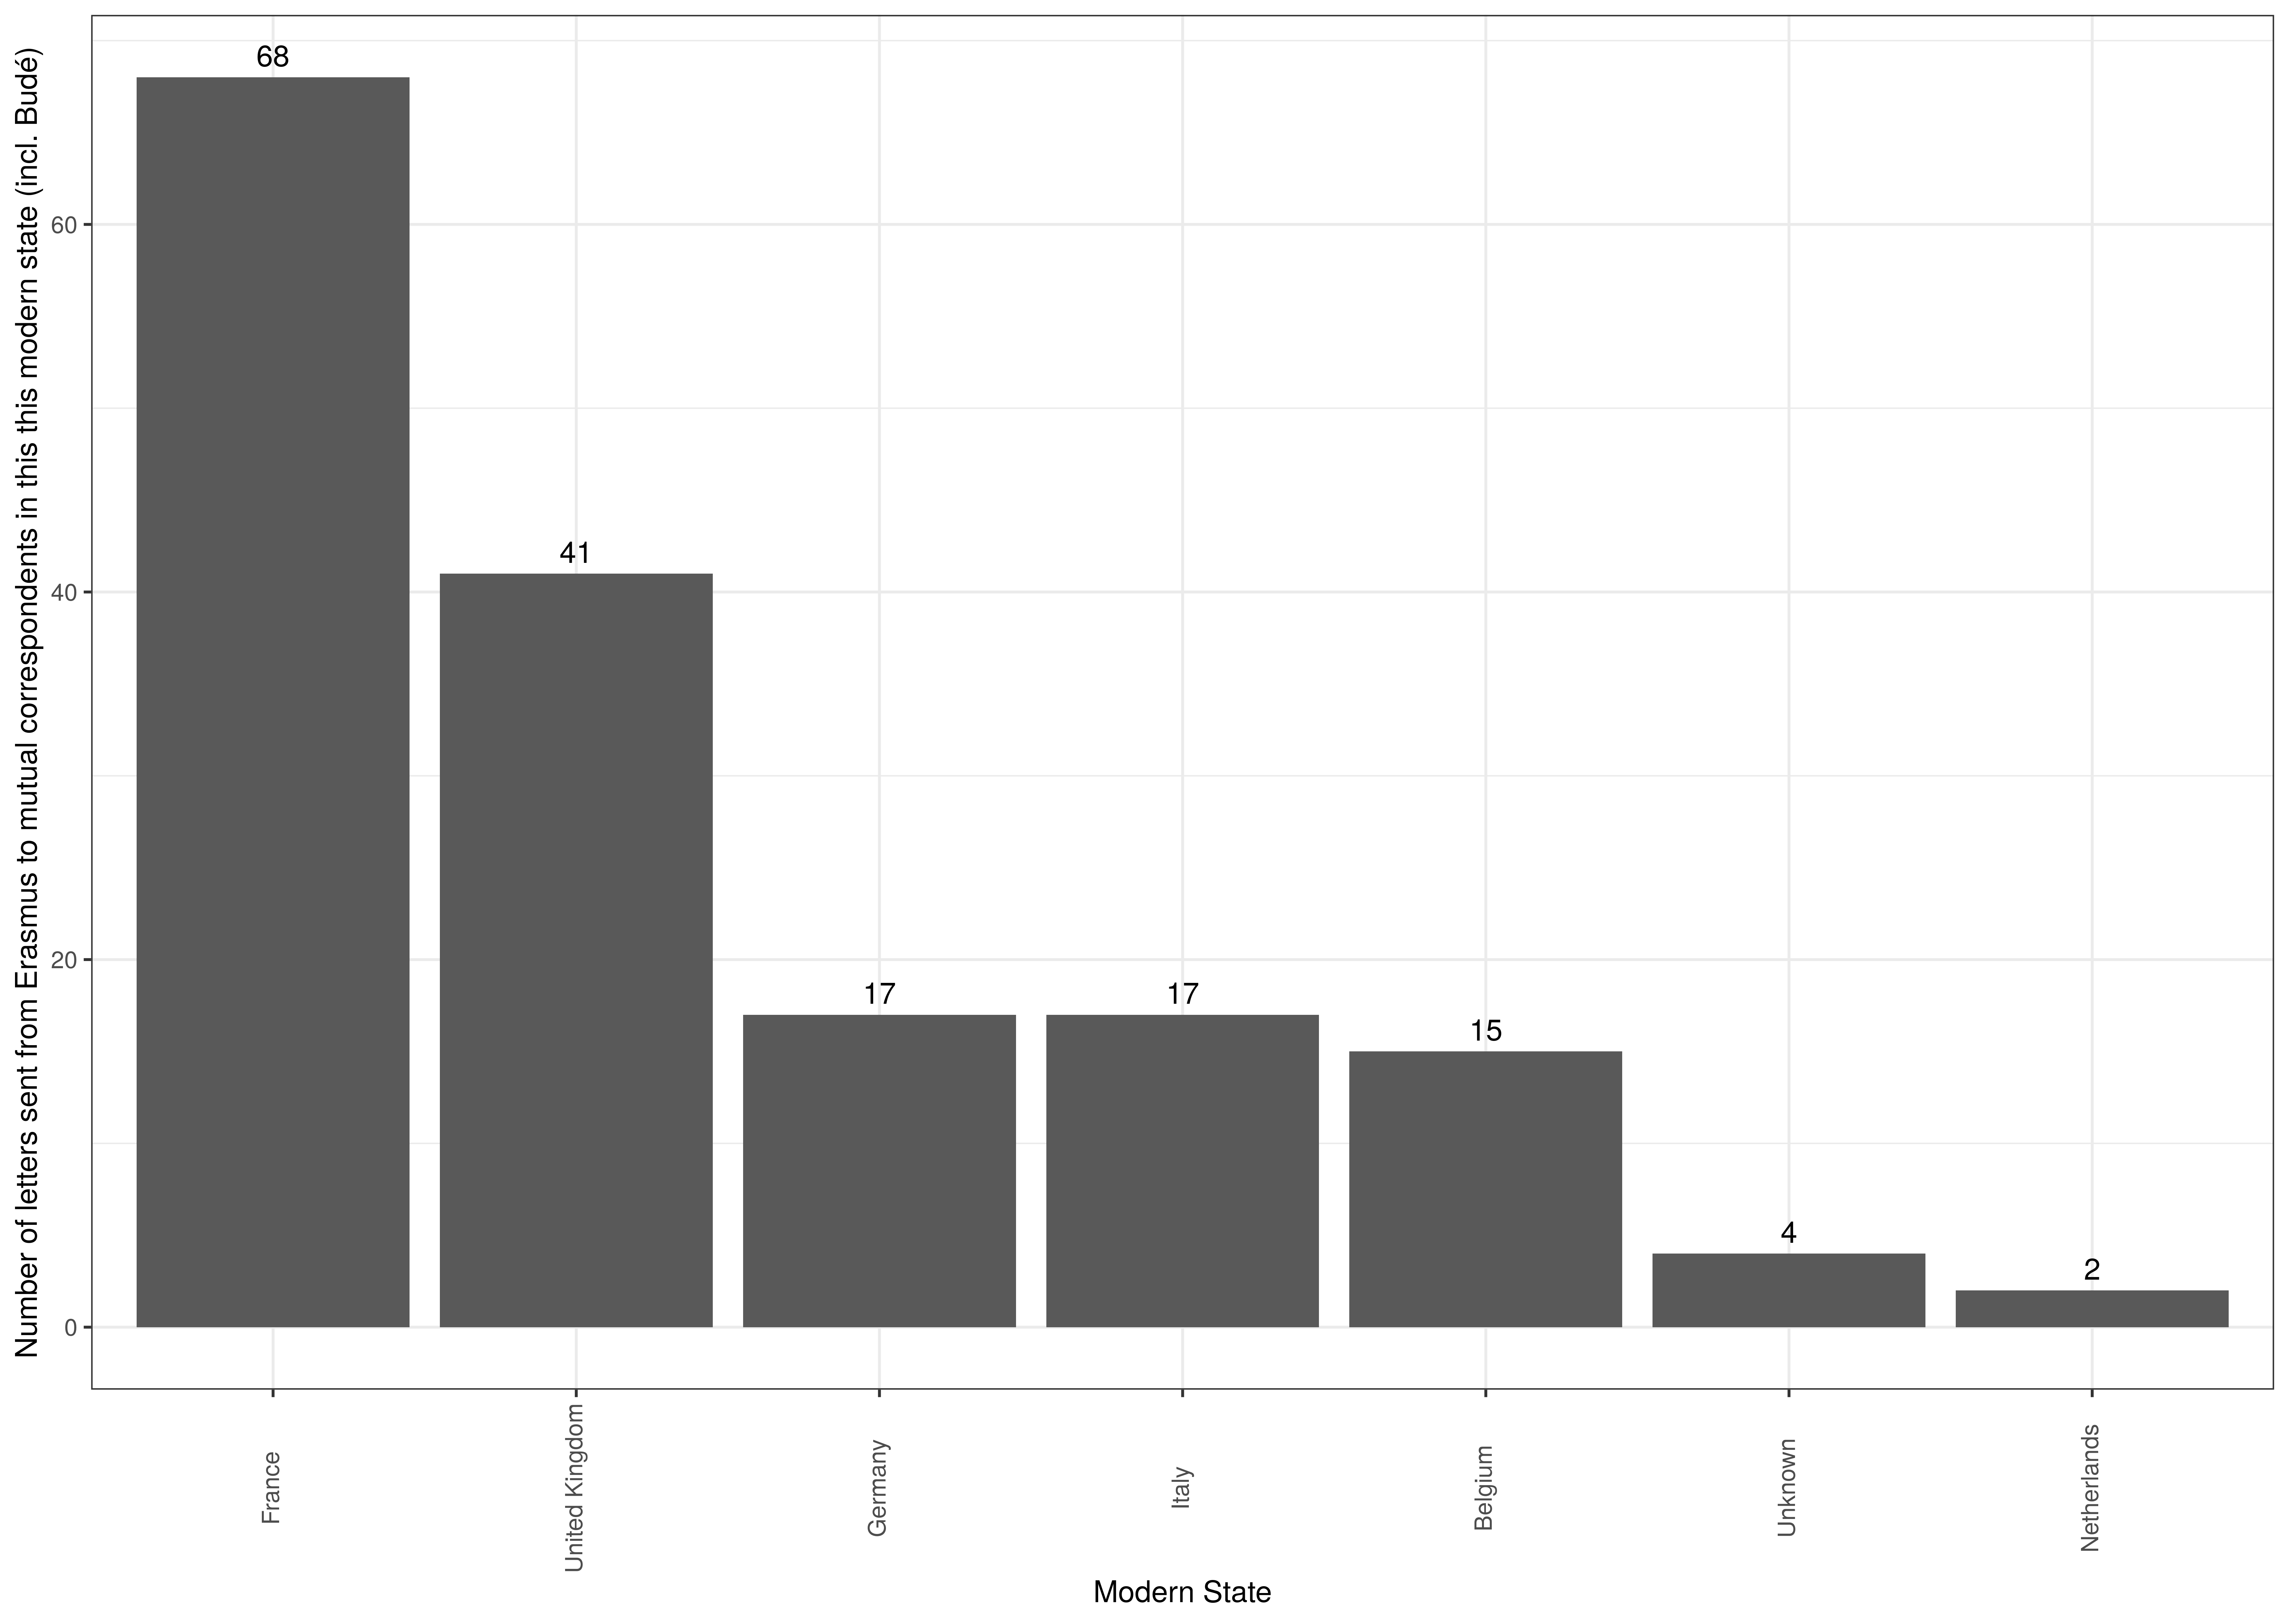 Number of letters sent from Erasmus to mutual correspondents in this this modern state (incl. Budé)
60
40
20
0
68
41
17
17
15
4
2
France
United Kingdom
Germany
Italy
Belgium
Unknown
Netherlands
Modern State